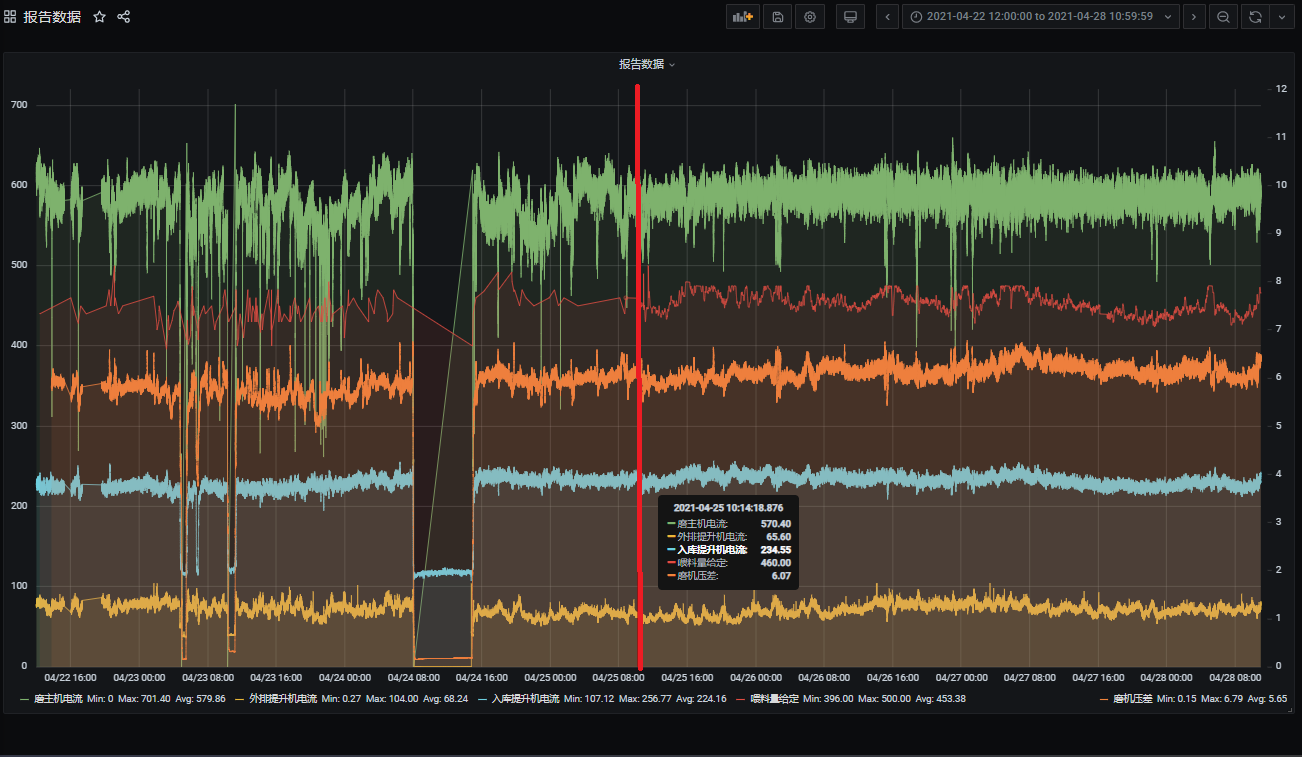 报告数据
2021-04-22 12:00:00 to 2021-04-28 10:59:59
报告数据
700
600
500
400
300
200
100
0
12
11
10
9
8
7
6
5
4
3
2
1
0
2021-04-25 10:14:18.876
磨主机电流: 570.40
外排提升机电流: 65.60
入库提升机电流: 234.55
喂料量给定: 460.00
磨机压差: 6.07
04/22 16:00 04/23 00:00 04/23 08:00 04/23 16:00 04/24 00:00 04/24 08:00 04/24 16:00 04/25 00:00 04/25 08:00 04/25 16:00 04/26 00:00 04/26 08:00 04/26 16:00 04/27 00:00 04/27 08:00 04/27 16:00 04/28 00:00 04/28 08:00
磨主机电流 Min: 0 Max: 701.40 Avg: 579.86 外排提升机电流 Min: 0.27 Max: 104.00 Avg: 68.24 入库提升机电流 Min: 107.12 Max: 256.77 Avg: 224.16 喂料量给定 Min: 396.00 Max: 500.00 Avg: 453.38 磨机压差 Min: 0.15 Max: 6.79 Avg: 5.65